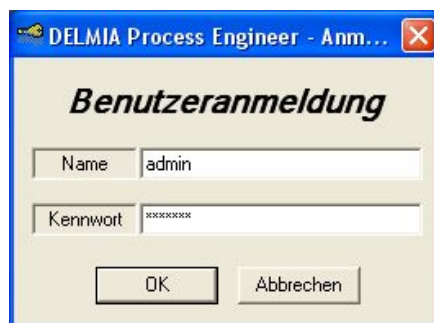 DELMIA Process Engineer - Anm...
Benutzeranmeldung
Name admin
Kennwort *******
OK Abbrechen